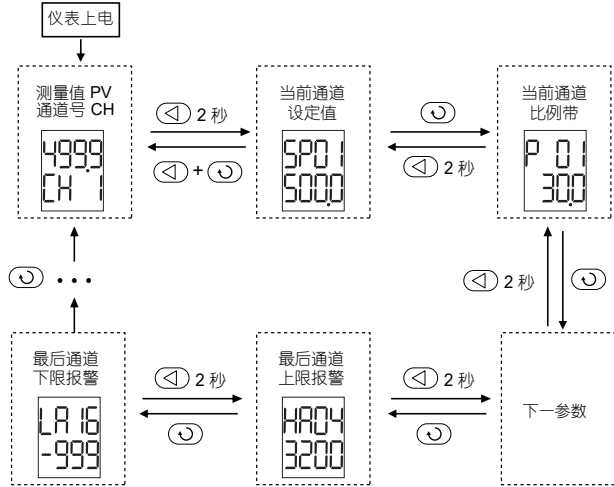 仪表上电
测量值 PV
通道号 CH
499.9
CH 1
2 秒
+
当前通道
设定值
SP01
500.0
2 秒
当前通道
比例带
P 01
30.0
2 秒
• • •
最后通道
下限报警
LA16
-999
2 秒
最后通道
上限报警
HA04
3200
2 秒
下一参数